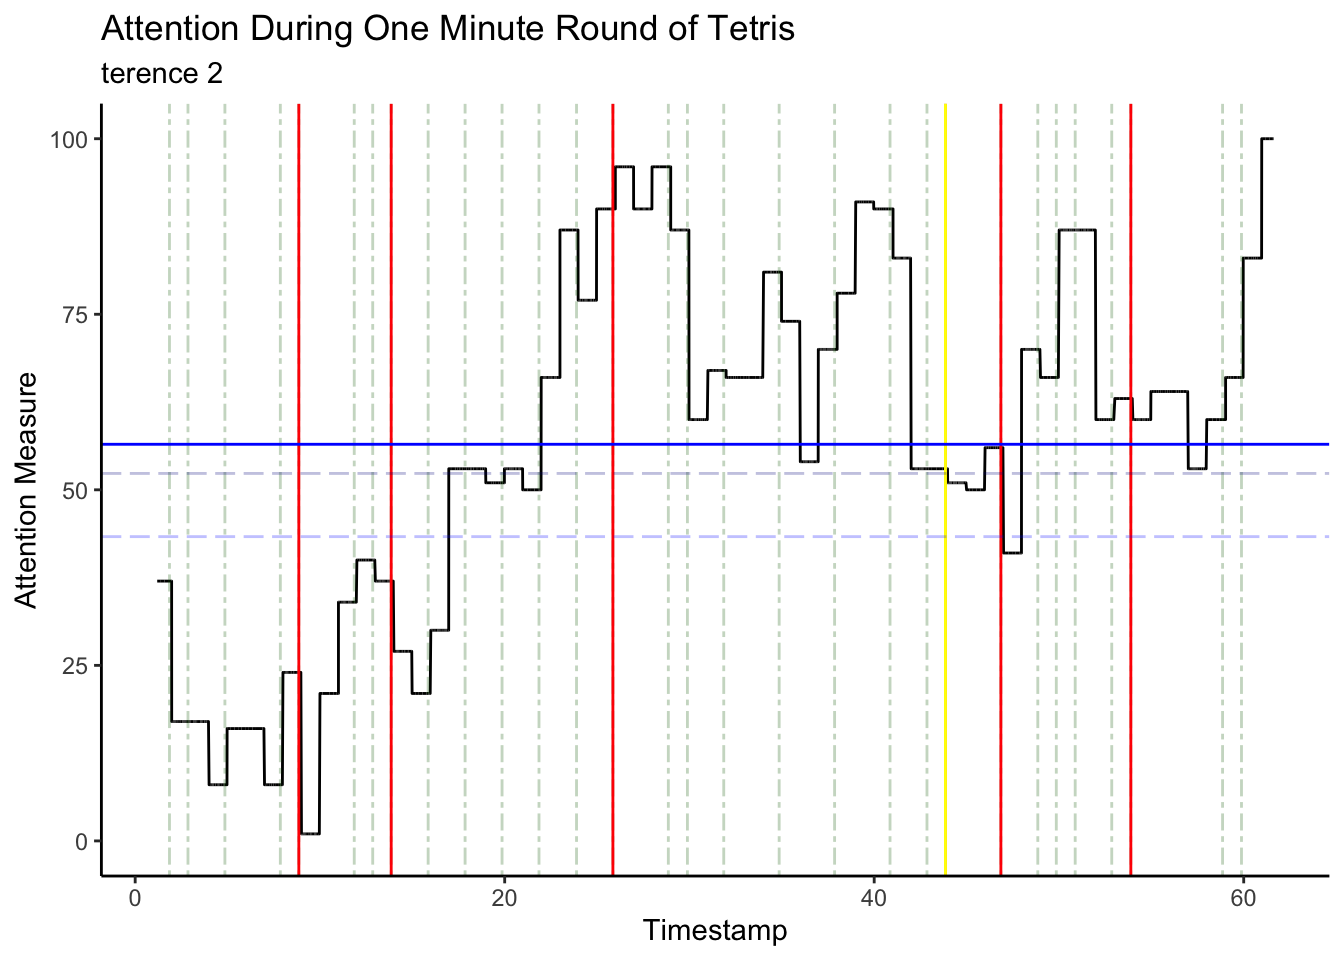 Attention During One Minute Round of Tetris
terence 2
100
75
50
25
0
Attention Measure
0 20 40 60
Timestamp